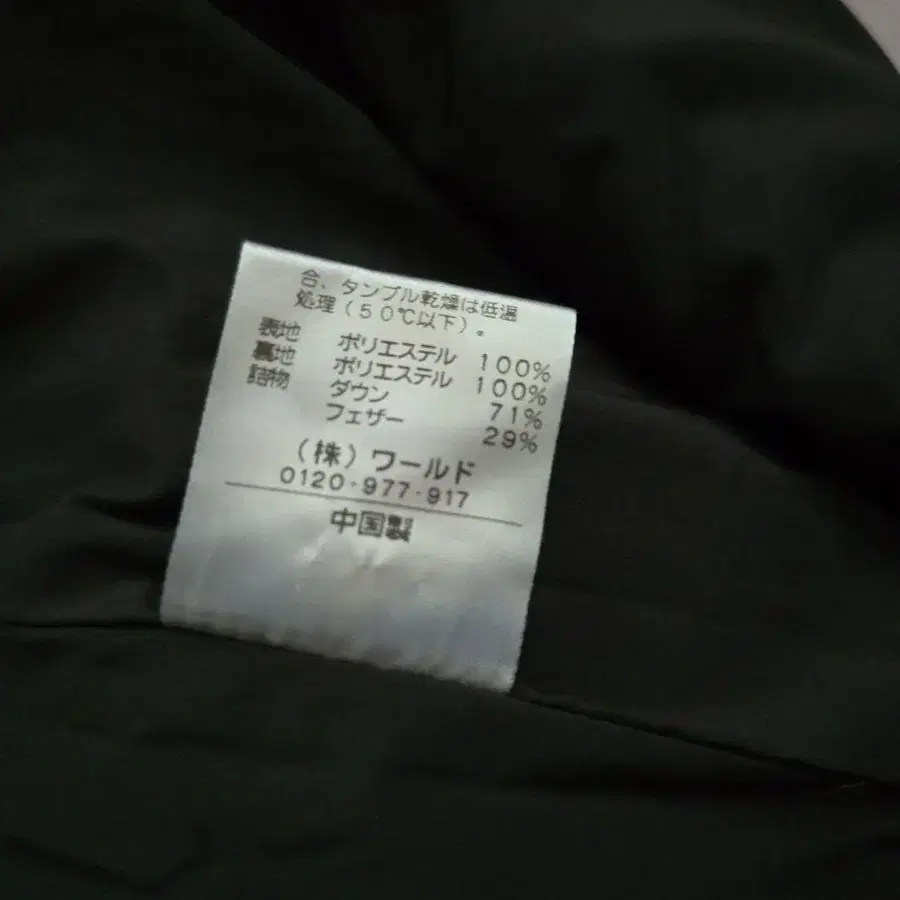 合、タンブル乾燥は低温
処理(50℃以下)。
表地 ポリエステル 100%
裏地 ポリエステル 100%
詰物 ダウン 71%
フェザー 29%
(株)ワールド
0120・977・917
中国製